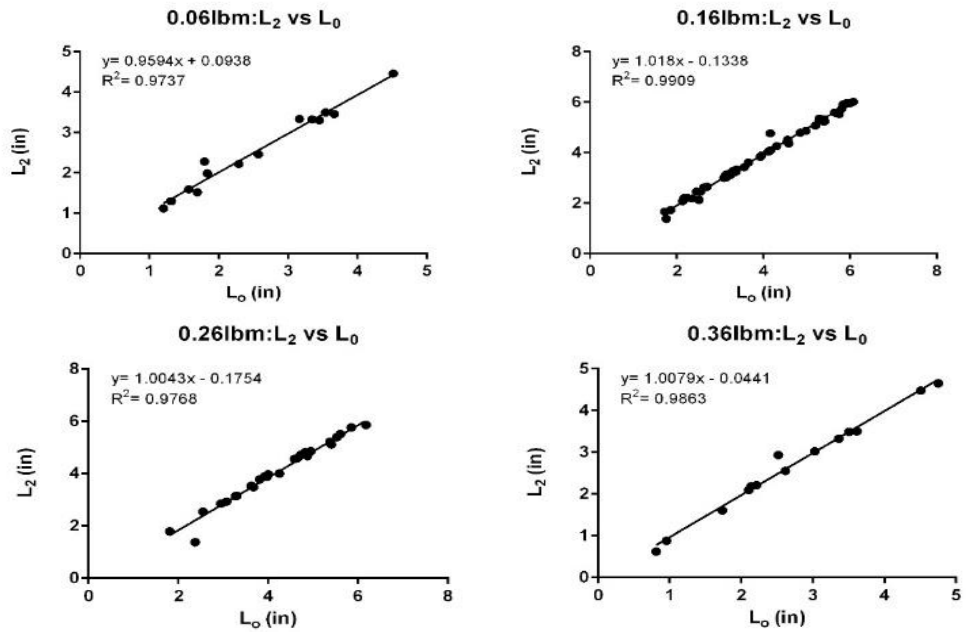 0.06lbm:L₂ vs L₀
y= 0.9594x + 0.0938
R²= 0.9737
5
4
3
2
1
0
L₂ (in)
0 1 2 3 4 5
Lₒ (in)
0.16lbm:L₂ vs L₀
y= 1.018x - 0.1338
R²= 0.9909
8
6
4
2
0
L₂ (in)
0 2 4 6 8
Lₒ (in)
0.26lbm:L₂ vs L₀
y= 1.0043x - 0.1754
R²= 0.9768
8
6
4
2
0
L₂ (in)
0 2 4 6 8
Lₒ (in)
0.36lbm:L₂ vs L₀
y= 1.0079x - 0.0441
R²= 0.9863
5
4
3
2
1
0
L₂ (in)
0 1 2 3 4 5
Lₒ (in)